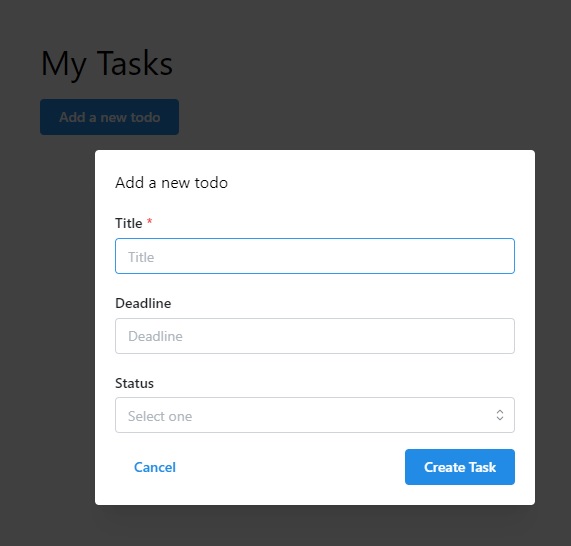 My Tasks
Add a new todo
Add a new todo
Title *
Title
Deadline
Deadline
Status
Select one
Cancel
Create Task